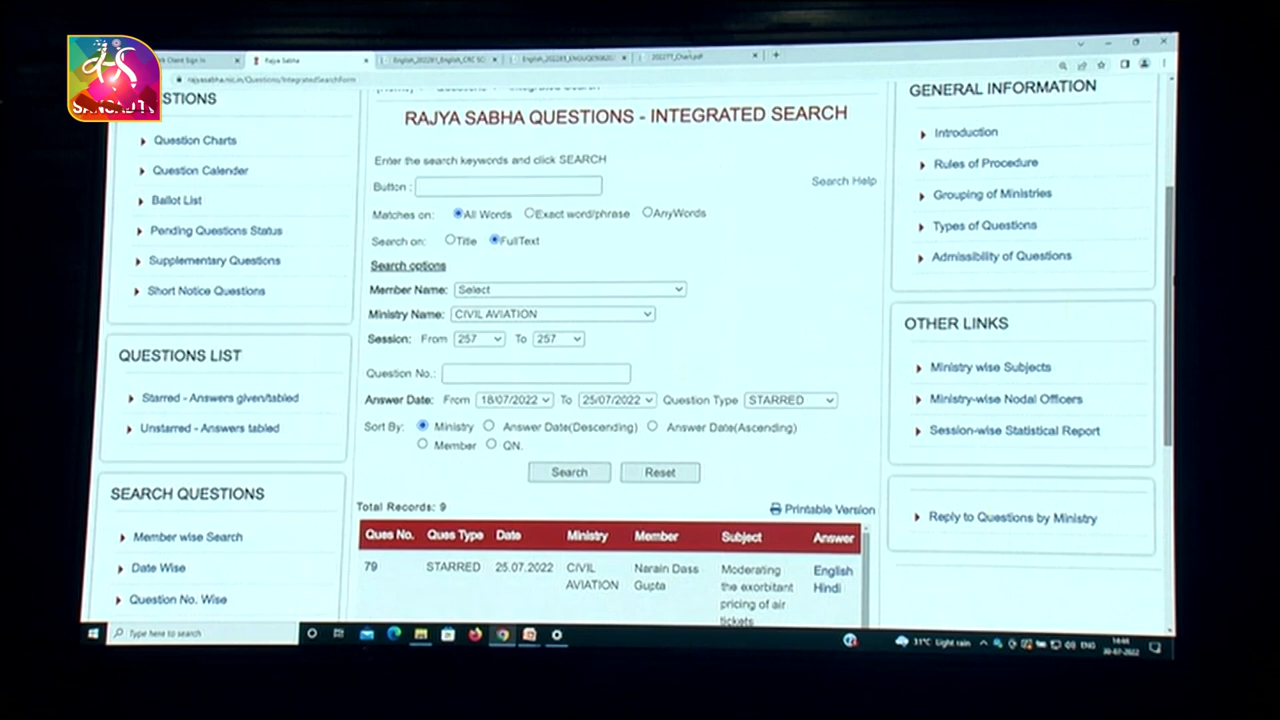 SANSAD TV
Client Sign In
Rajya Sabha
rajyasabha.nic.in/Questions/IntegratedSearchForm
STIONS
Question Charts
Question Calender
Ballot List
Pending Questions Status
Supplementary Questions
Short Notice Questions
QUESTIONS LIST
Starred - Answers given/tabled
Unstarred - Answers tabled
SEARCH QUESTIONS
Member wise Search
Date Wise
Question No. Wise
RAJYA SABHA QUESTIONS - INTEGRATED SEARCH
Enter the search keywords and click SEARCH
Button :
Search Help
Matches on: All Words Exact word/phrase AnyWords
Search on: Title FullText
Search options
Member Name: Select
Ministry Name: CIVIL AVIATION
Session: From 257 To 257
Question No.:
Answer Date: From 18/07/2022 To 25/07/2022 Question Type STARRED
Sort By: Ministry Answer Date(Descending) Answer Date(Ascending)
Member QN.
Search Reset
Total Records: 9
Printable Version
Ques No. Ques Type Date Ministry Member Subject Answer
79 STARRED 25.07.2022 CIVIL AVIATION Narain Dass Gupta Moderating the exorbitant pricing of air tickets English Hindi
GENERAL INFORMATION
Introduction
Rules of Procedure
Grouping of Ministries
Types of Questions
Admissibility of Questions
OTHER LINKS
Ministry wise Subjects
Ministry-wise Nodal Officers
Session-wise Statistical Report
Reply to Questions by Ministry
Type here to search
31°C Light rain
ENG